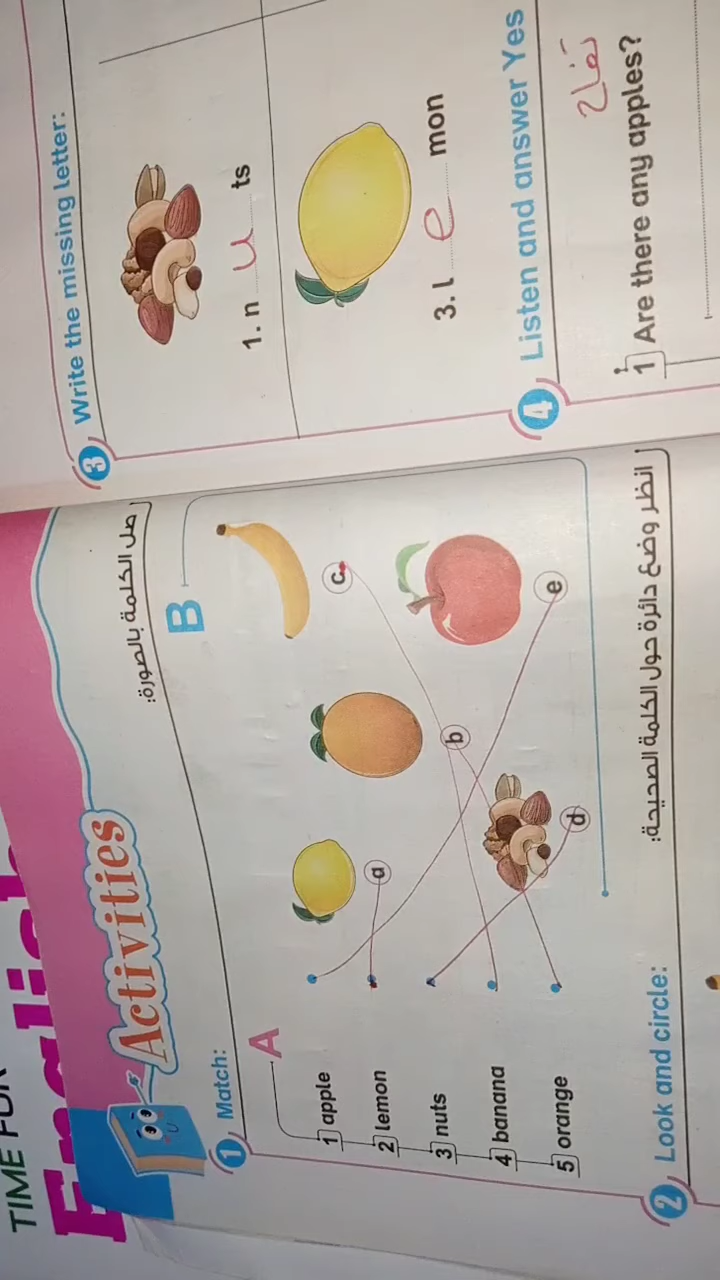 TIME FOR
English
Activities
1 Match:
صل الكلمة بالصورة:
A
B
1 apple
2 lemon
3 nuts
4 banana
5 orange
a
b
c
d
e
2 Look and circle:
انظر وضع دائرة حول الكلمة الصحيحة:
3 Write the missing letter:
1. n u ts
3. l e mon
4 Listen and answer Yes
تفاح
1 Are there any apples?